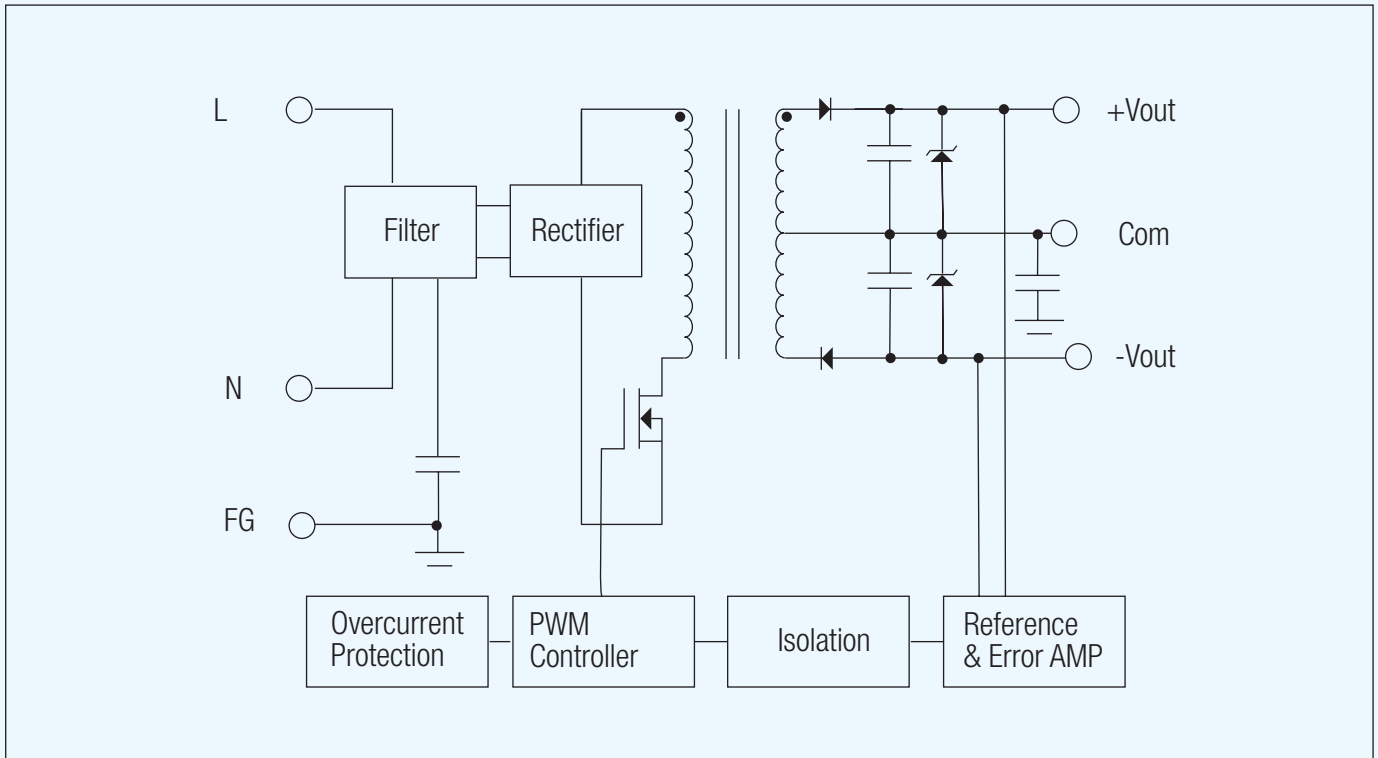 L
+Vout
Filter
Rectifier
Com
N
-Vout
FG
Overcurrent
Protection
PWM
Controller
Isolation
Reference
& Error AMP